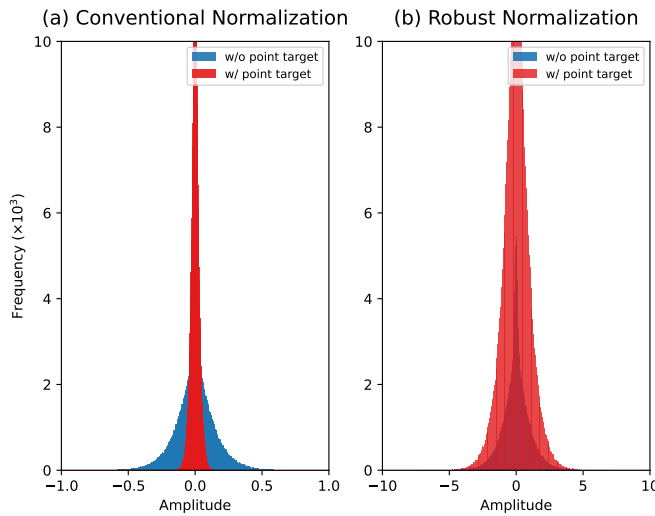 (a) Conventional Normalization
(b) Robust Normalization
w/o point target
w/ point target
w/o point target
w/ point target
Frequency (×10³)
10
8
6
4
2
0
−1.0 −0.5 0.0 0.5 1.0
Amplitude
10
8
6
4
2
0
−10 −5 0 5 10
Amplitude